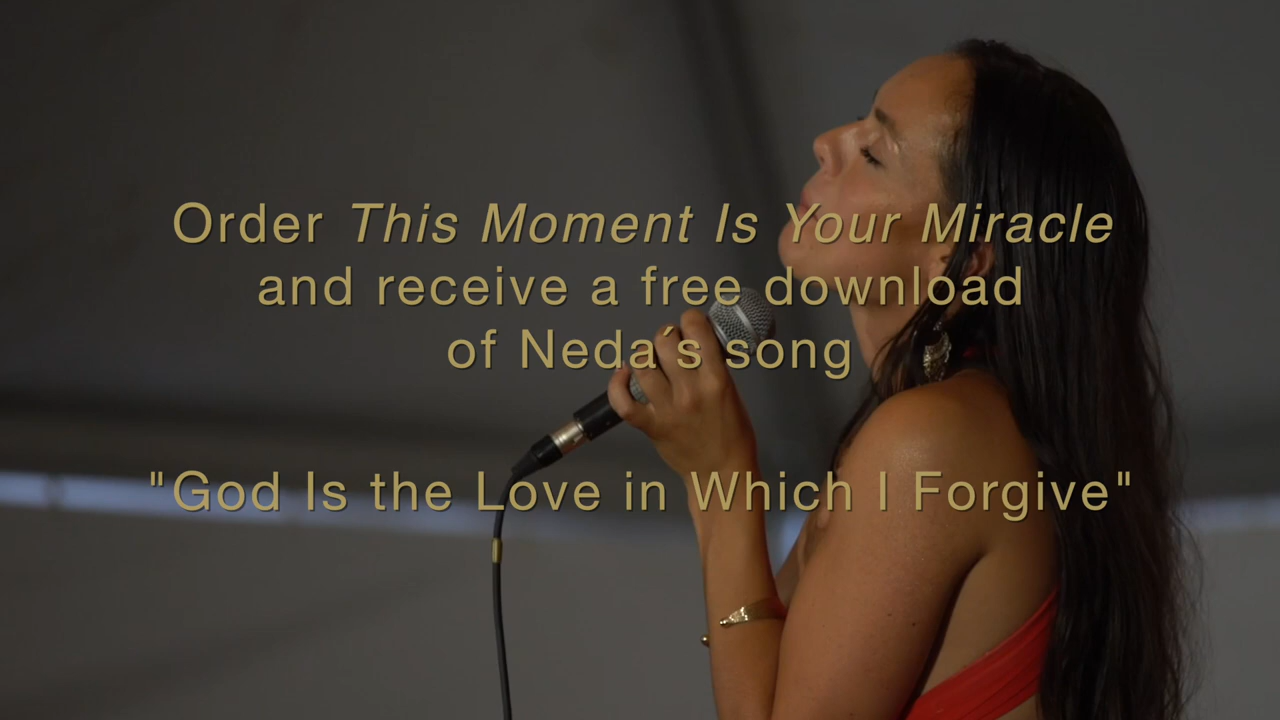 Order This Moment Is Your Miracle
and receive a free download
of Neda's song
"God Is the Love in Which I Forgive"